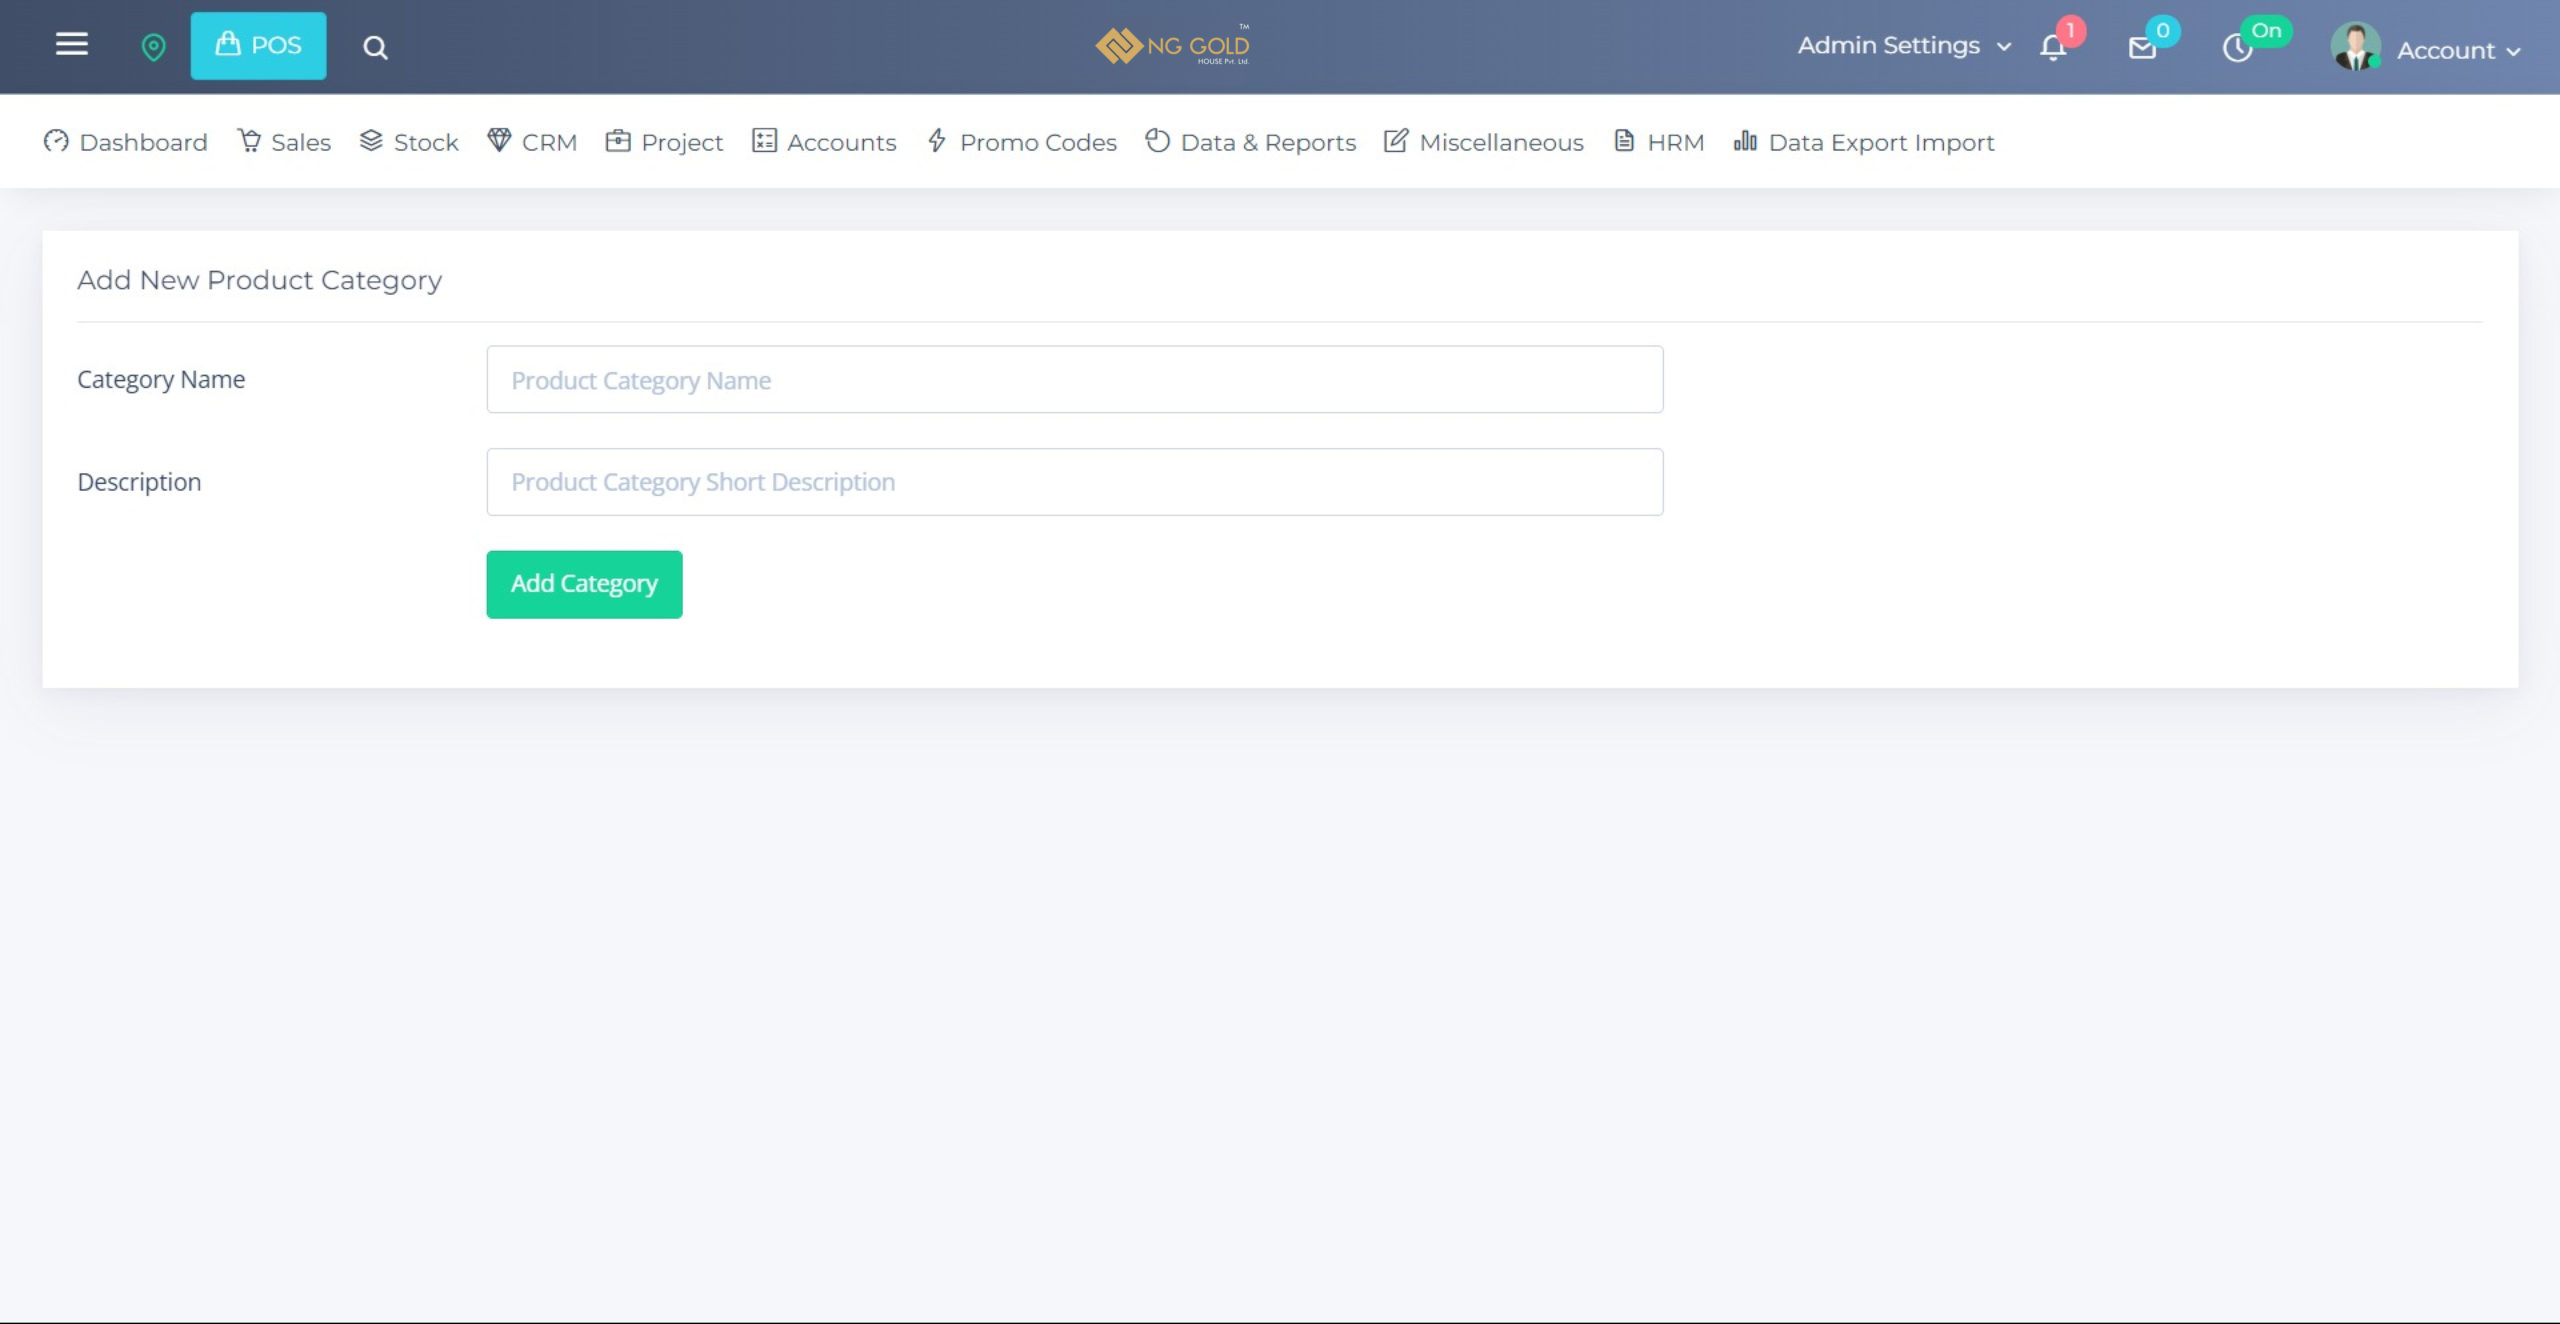 POS
NG GOLD
TM
HOUSE Pvt. Ltd.
Admin Settings
1
0
On
Account
Dashboard Sales Stock CRM Project Accounts Promo Codes Data & Reports Miscellaneous HRM Data Export Import
Add New Product Category
Category Name
Product Category Name
Description
Product Category Short Description
Add Category